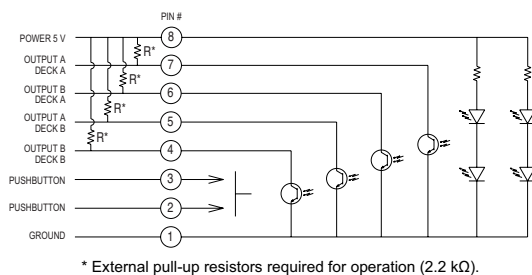 PIN #
POWER 5 V 8
R*
OUTPUT A
DECK A 7
R*
OUTPUT B
DECK A 6
R*
OUTPUT A
DECK B 5
R*
OUTPUT B
DECK B 4
PUSHBUTTON 3
PUSHBUTTON 2
GROUND 1
* External pull-up resistors required for operation (2.2 kΩ).